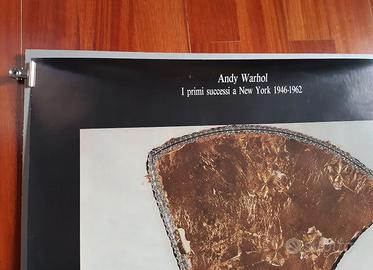 Andy Warhol
I primi successi a New York 1946-1962